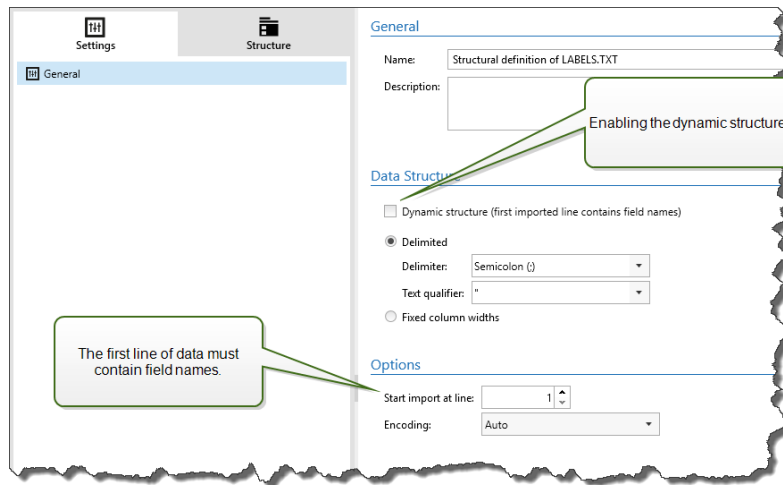 Settings
Structure
General
General
Name: Structural definition of LABELS.TXT
Description:
Enabling the dynamic structure
Data Structure
Dynamic structure (first imported line contains field names)
Delimited
Delimiter: Semicolon (;)
Text qualifier: "
Fixed column widths
The first line of data must
contain field names.
Options
Start import at line: 1
Encoding: Auto